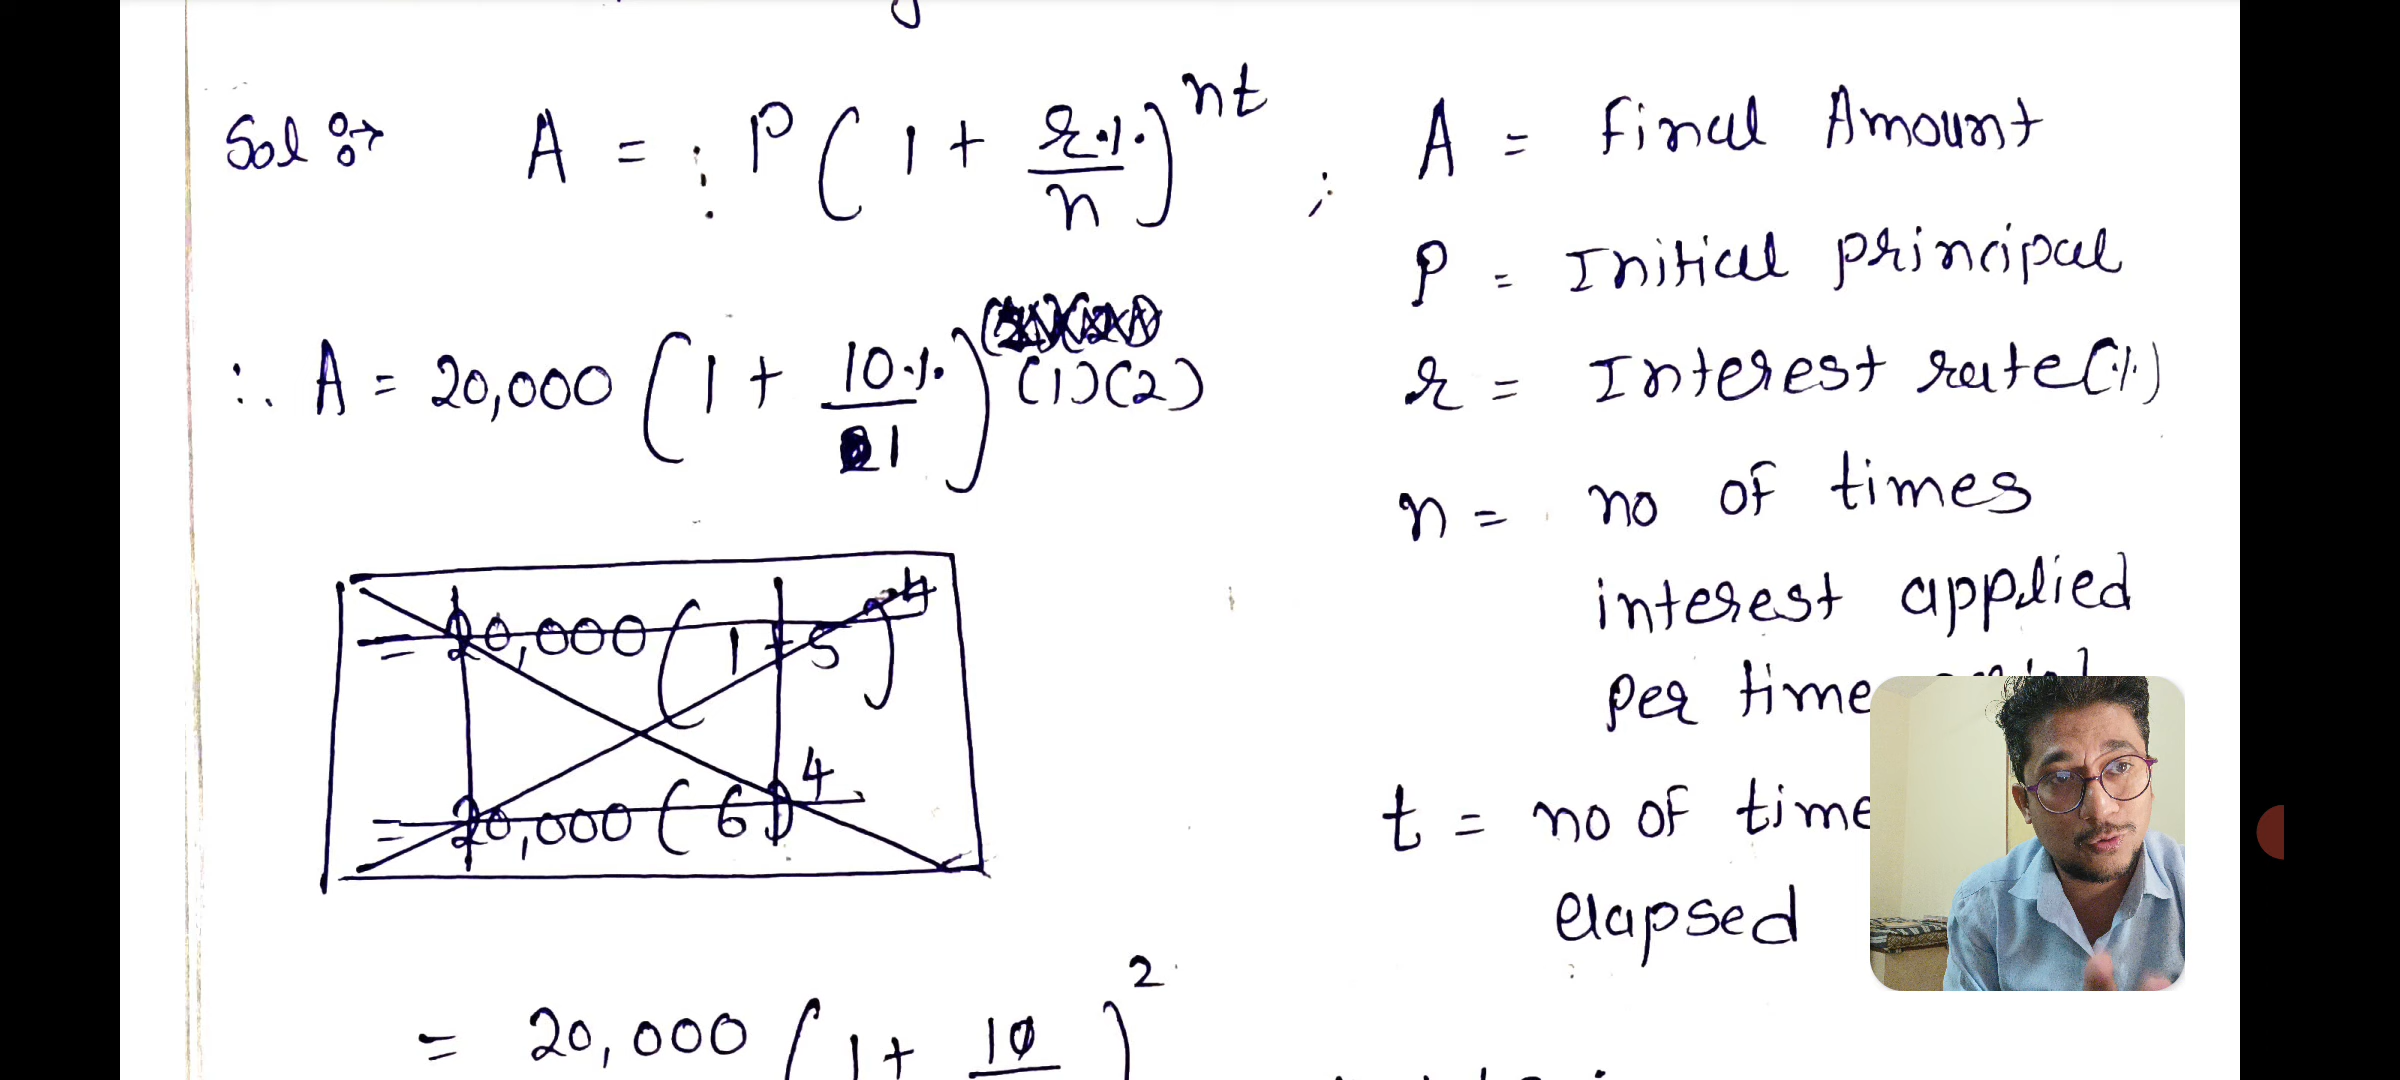 Sol :→ A = P(1 + r%/n)^nt ;
∴ A = 20,000 (1 + 10%/1)^(1)(2)
= 20,000 (1 + 5)^4
= 20,000 (6)^4
= 20,000 (1 + 10
)^2
A = Final Amount
P = Initial principal
r = Interest rate (%)
n = no of times
interest applied
per time
t = no of time
elapsed